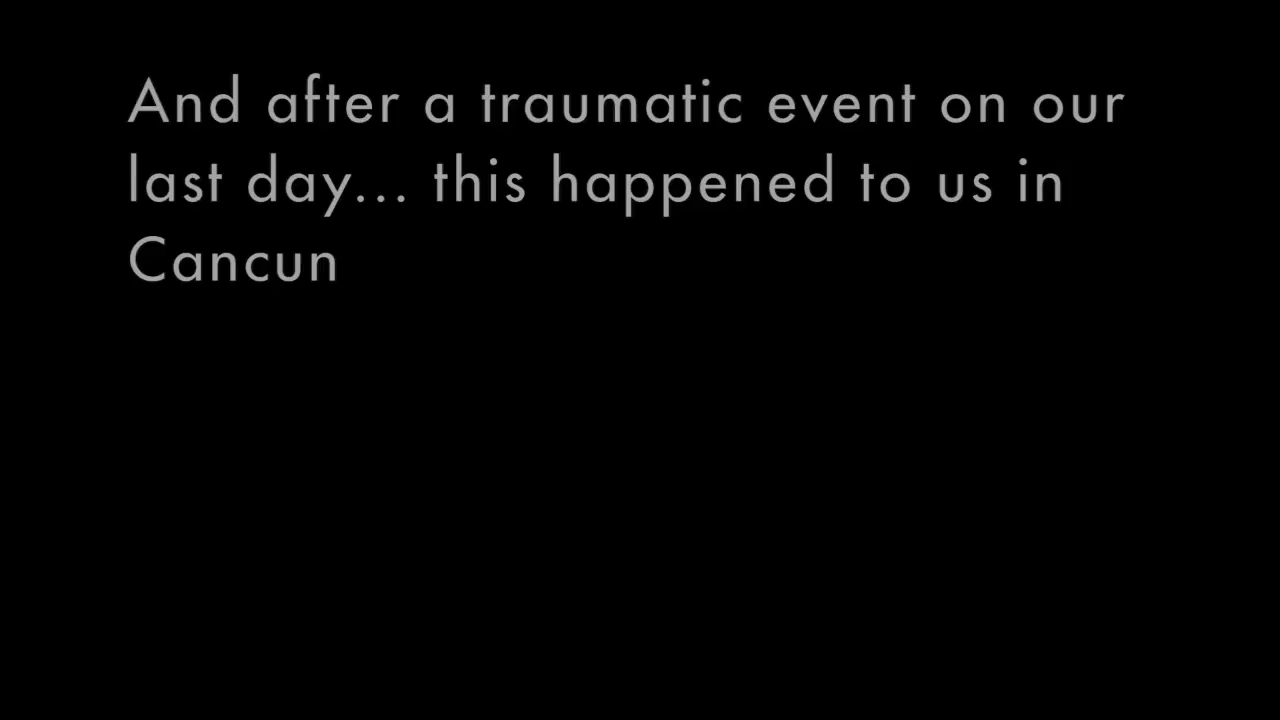 And after a traumatic event on our
last day... this happened to us in
Cancun